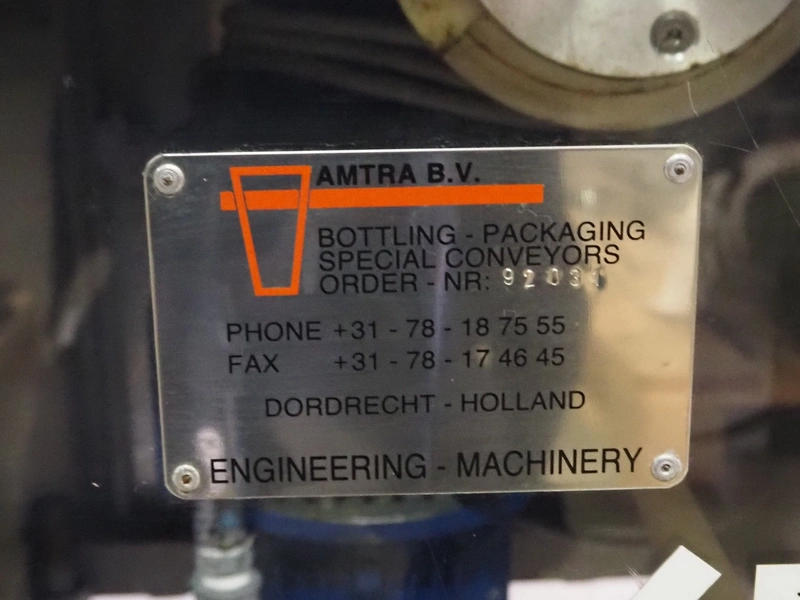 AMTRA B.V.
BOTTLING - PACKAGING
SPECIAL CONVEYORS
ORDER - NR:
PHONE +31 - 78 - 18 75 55
FAX +31 - 78 - 17 46 45
DORDRECHT - HOLLAND
ENGINEERING - MACHINERY